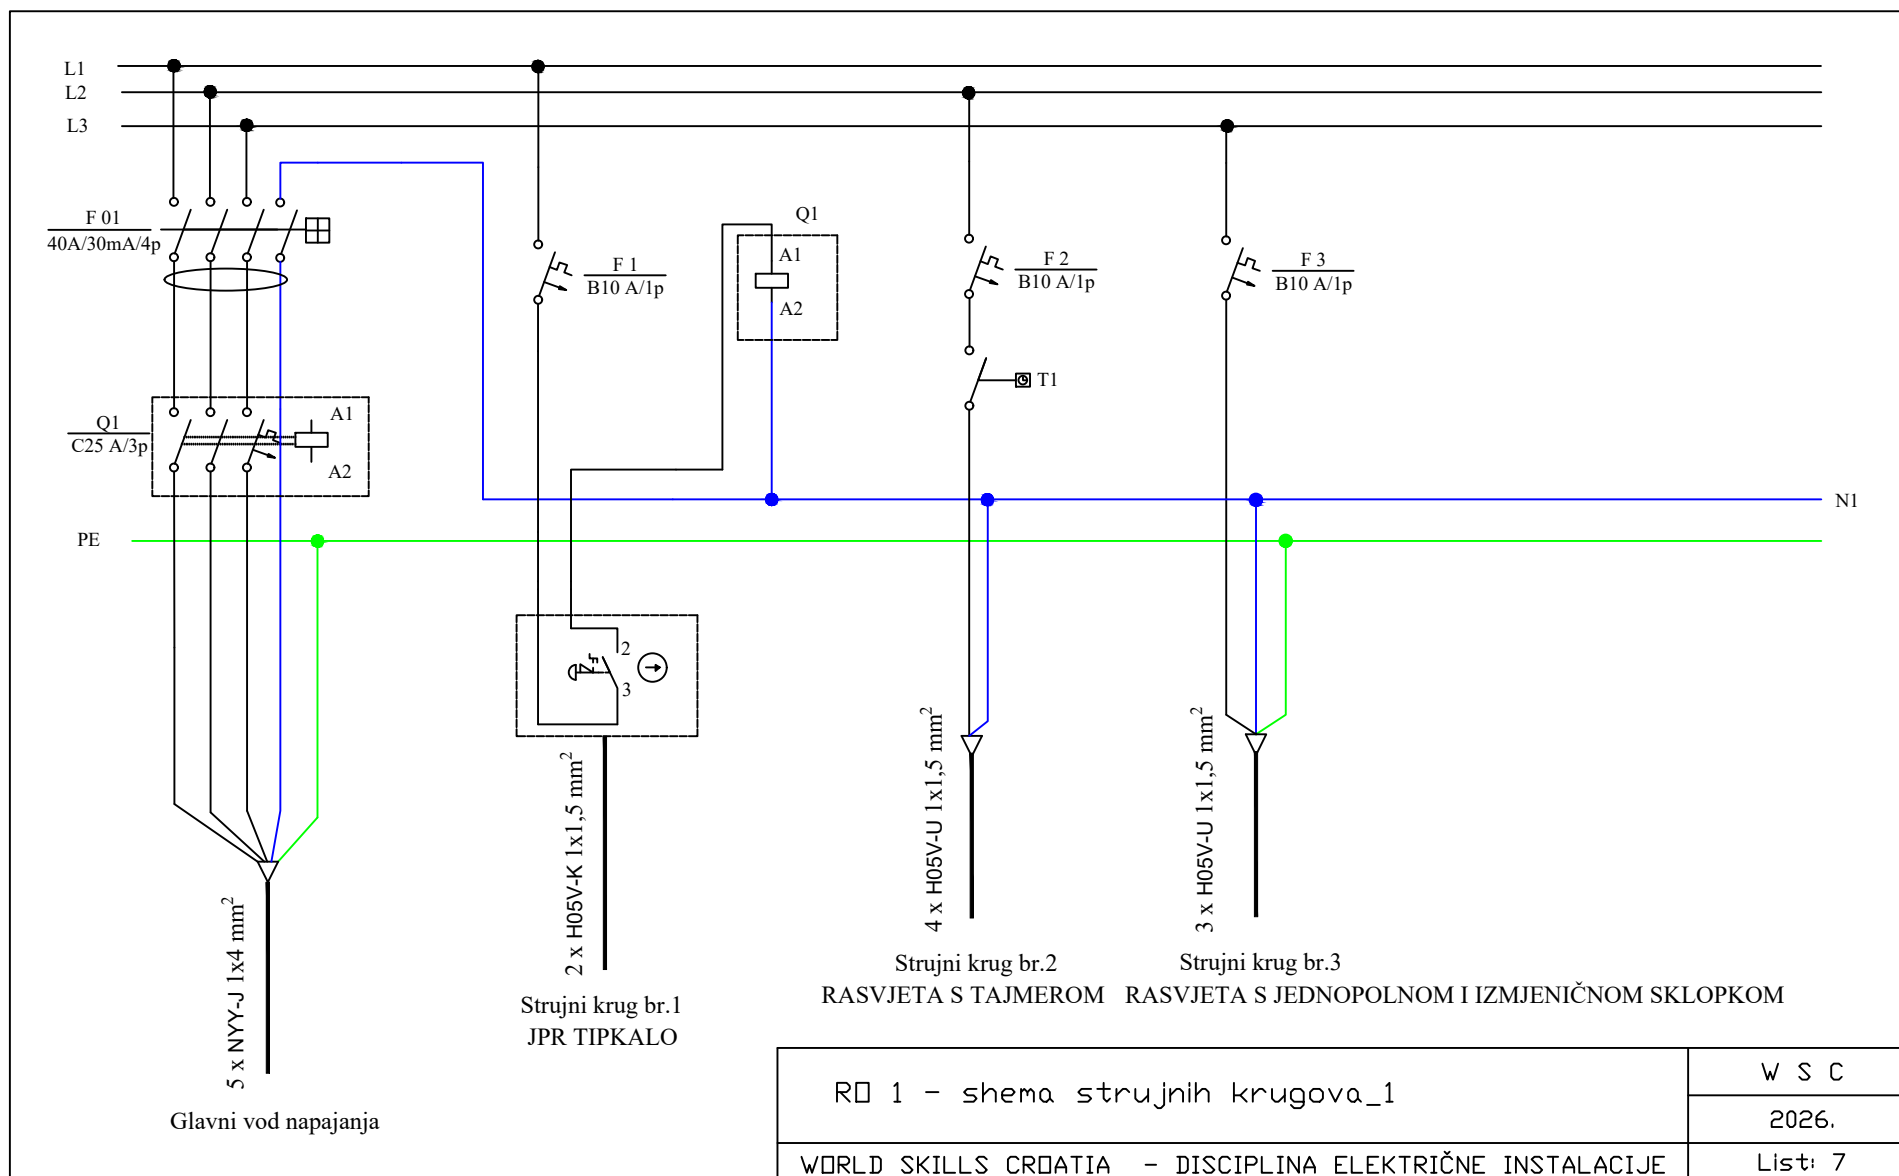 L1
L2
L3
F 01
40A/30mA/4p
Q1
C25 A/3p
A1
A2
PE
F 1
B10 A/1p
Q1
A1
A2
F 2
B10 A/1p
T1
F 3
B10 A/1p
N1
2
3
5 x NYY-J 1x4 mm²
Glavni vod napajanja
2 x H05V-K 1x1,5 mm²
Strujni krug br.1
JPR TIPKALO
4 x H05V-U 1x1,5 mm²
Strujni krug br.2
RASVJETA S TAJMEROM
3 x H05V-U 1x1,5 mm²
Strujni krug br.3
RASVJETA S JEDNOPOLNOM I IZMJENIČNOM SKLOPKOM
RO 1 - shema strujnih krugova_1
W S C
2026.
WORLD SKILLS CROATIA - DISCIPLINA ELEKTRIČNE INSTALACIJE
List: 7